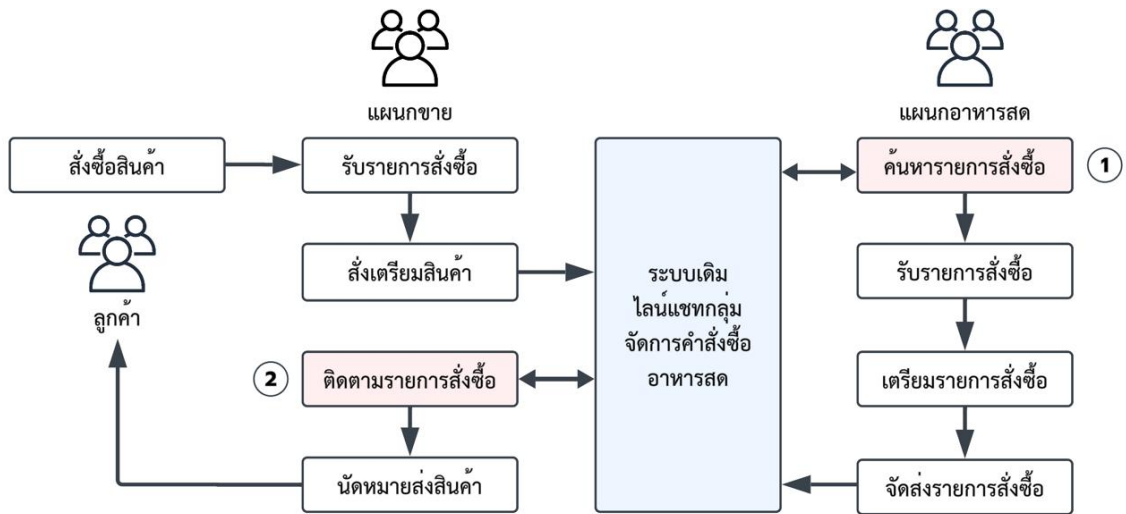 แผนกขาย
แผนกอาหารสด
สั่งซื้อสินค้า
รับรายการสั่งซื้อ
ค้นหารายการสั่งซื้อ
1
สั่งเตรียมสินค้า
ระบบเดิม
ไลน์แชทกลุ่ม
จัดการคำสั่งซื้อ
อาหารสด
รับรายการสั่งซื้อ
ลูกค้า
2
ติดตามรายการสั่งซื้อ
เตรียมรายการสั่งซื้อ
นัดหมายส่งสินค้า
จัดส่งรายการสั่งซื้อ